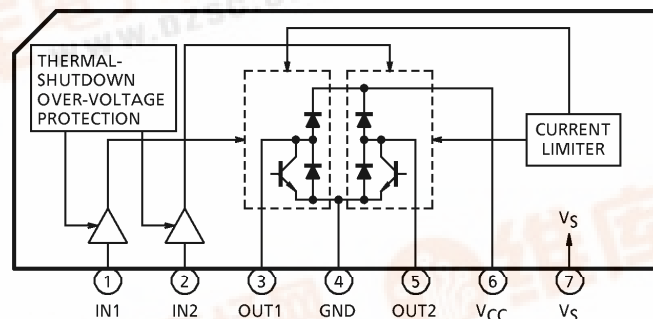 THERMAL-
SHUTDOWN
OVER-VOLTAGE
PROTECTION
CURRENT
LIMITER
VS
1 2 3 4 5 6 7
IN1 IN2 OUT1 GND OUT2 VCC VS